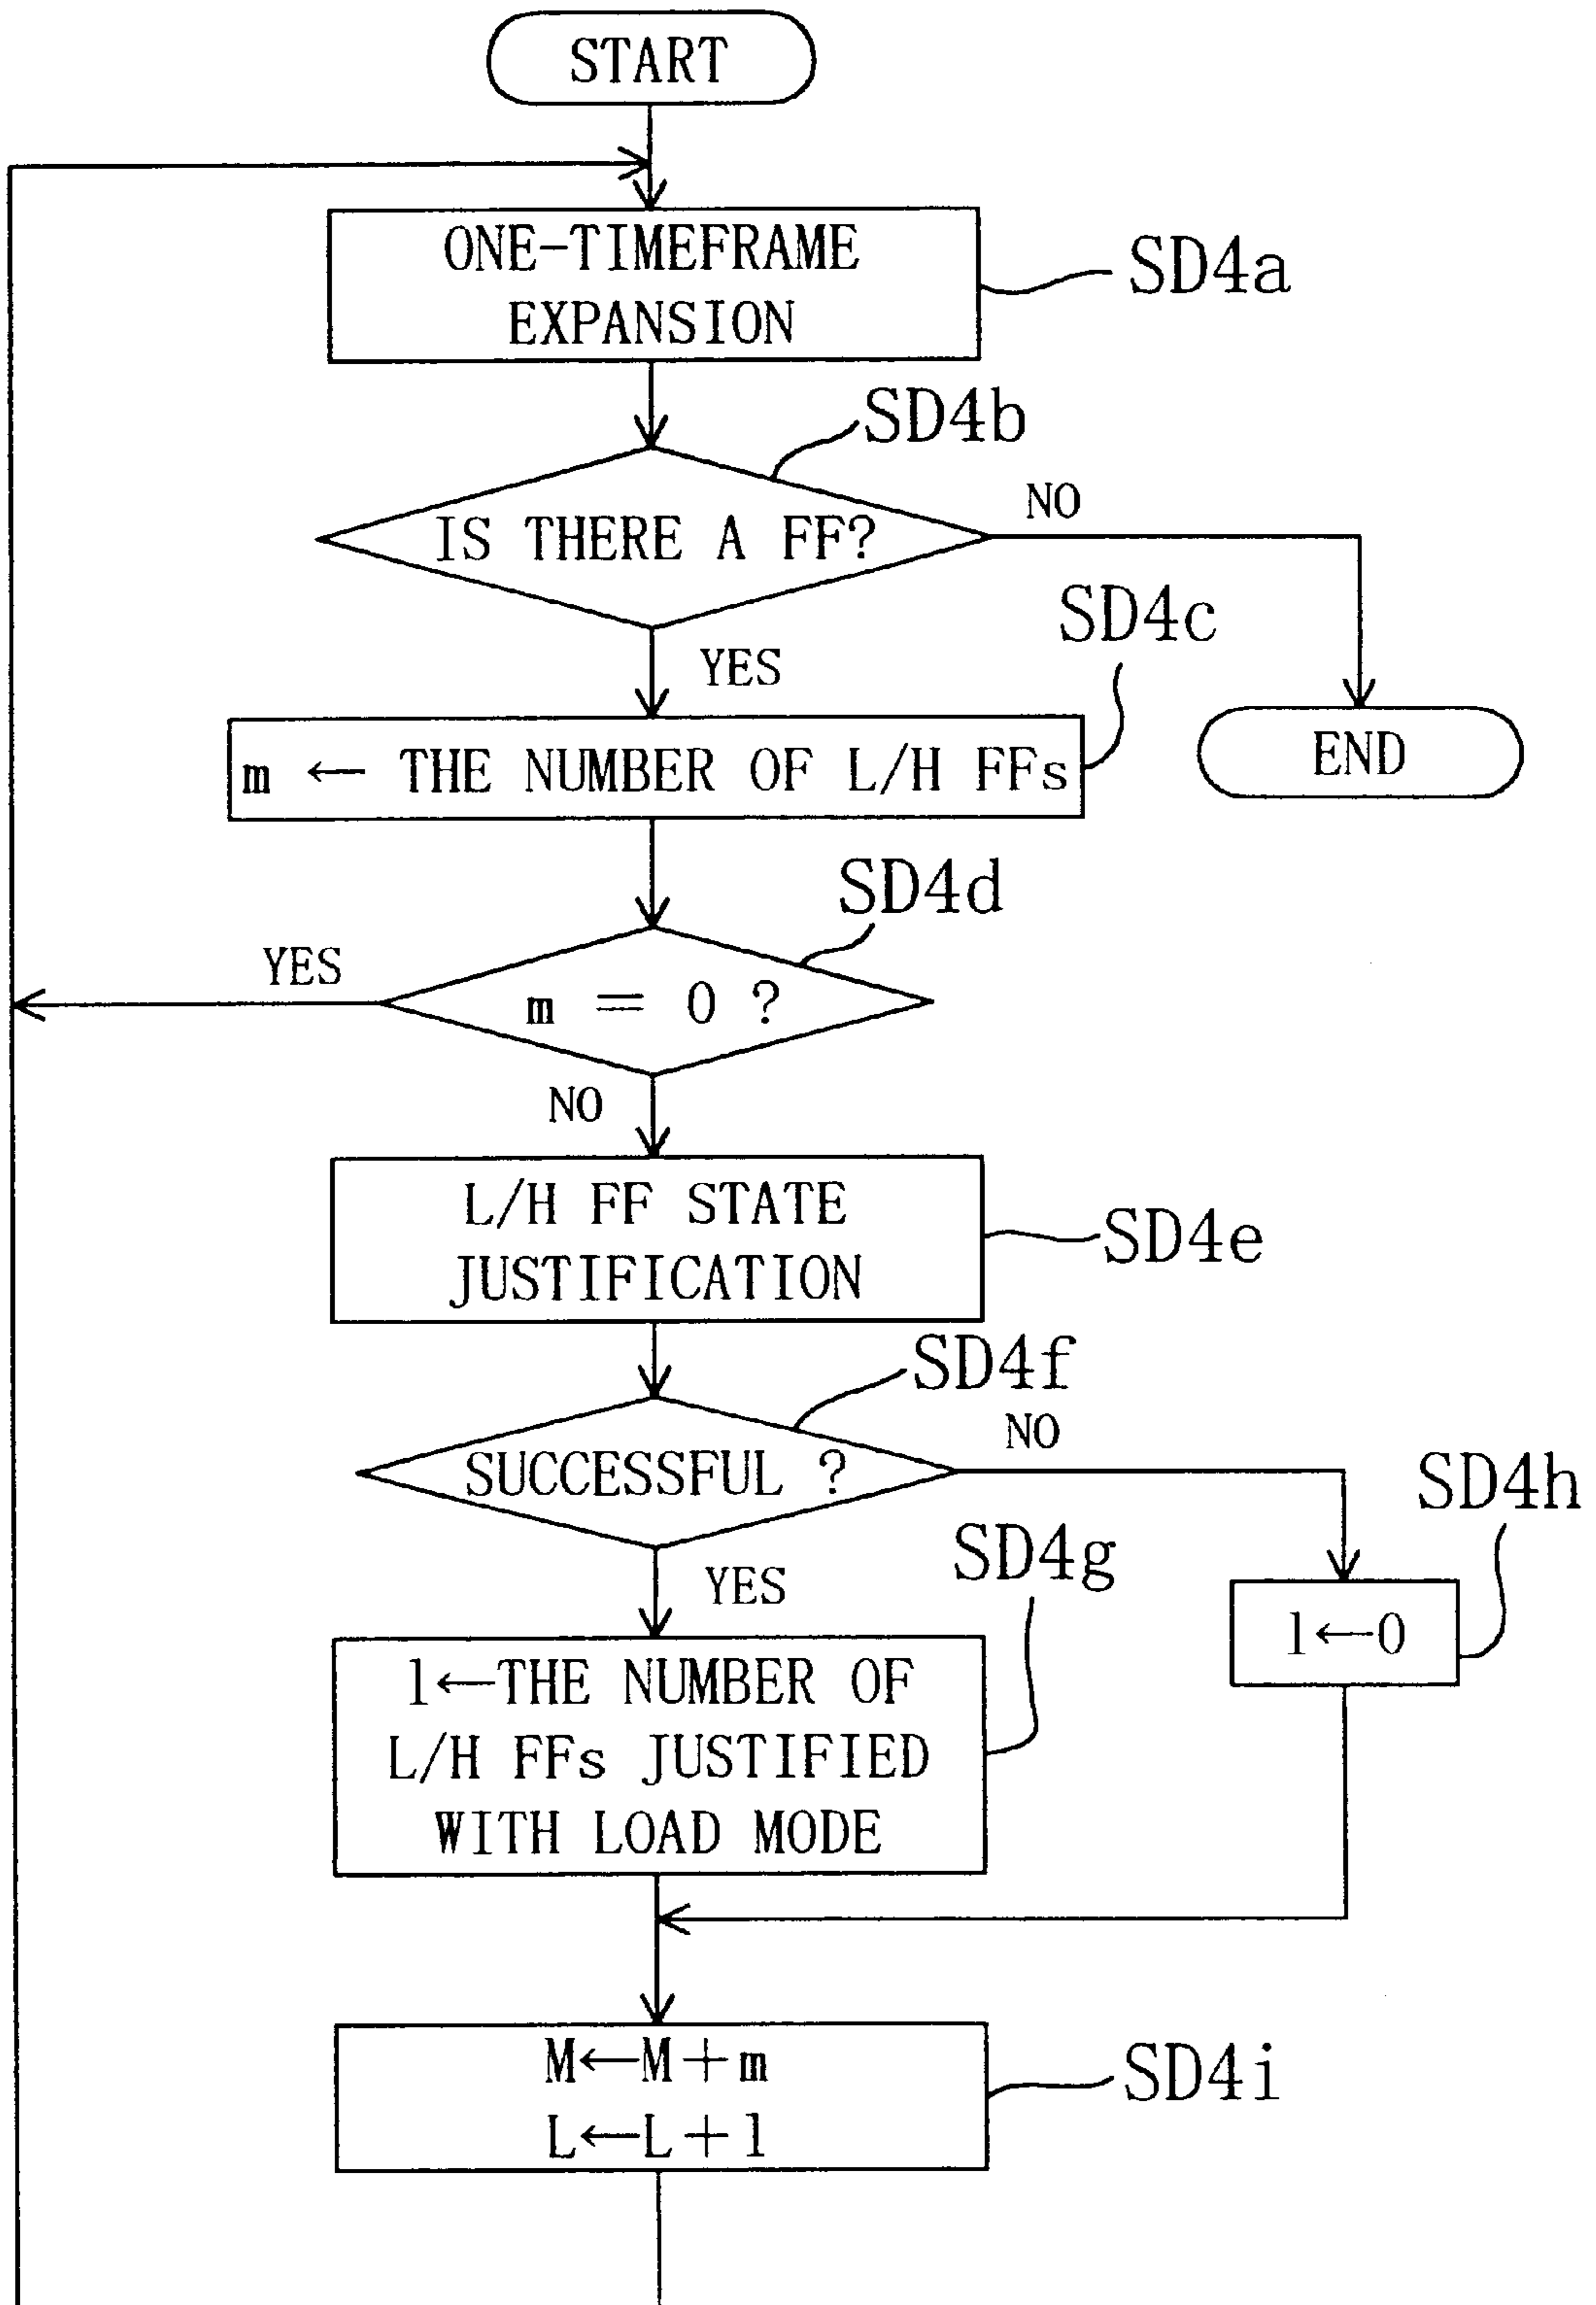 START
ONE-TIMEFRAME
EXPANSION
SD4a
SD4b
IS THERE A FF?
NO
SD4c
YES
m ← THE NUMBER OF L/H FFs
END
SD4d
YES
m = 0 ?
NO
L/H FF STATE
JUSTIFICATION
SD4e
SD4f
NO
SUCCESSFUL ?
SD4h
SD4g
YES
l←0
l←THE NUMBER OF
L/H FFs JUSTIFIED
WITH LOAD MODE
M←M+m
L←L+l
SD4i